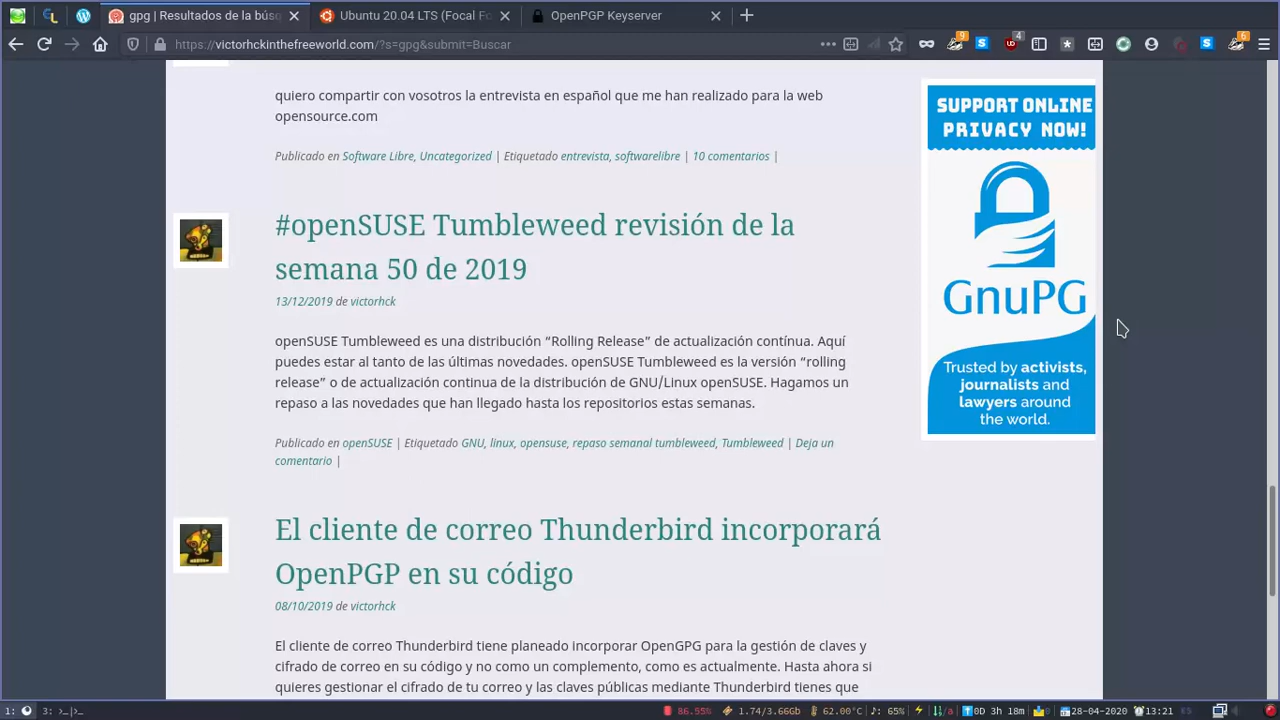 gpg | Resultados de la búsq
Ubuntu 20.04 LTS (Focal Fo
OpenPGP Keyserver
https://victorhckinthefreeworld.com/?s=gpg&submit=Buscar
9
4
6
quiero compartir con vosotros la entrevista en español que me han realizado para la web
opensource.com
Publicado en Software Libre, Uncategorized | Etiquetado entrevista, softwarelibre | 10 comentarios |
#openSUSE Tumbleweed revisión de la
semana 50 de 2019
13/12/2019 de victorhck
openSUSE Tumbleweed es una distribución “Rolling Release” de actualización contínua. Aquí
puedes estar al tanto de las últimas novedades. openSUSE Tumbleweed es la versión “rolling
release” o de actualización continua de la distribución de GNU/Linux openSUSE. Hagamos un
repaso a las novedades que han llegado hasta los repositorios estas semanas.
Publicado en openSUSE | Etiquetado GNU, linux, opensuse, repaso semanal tumbleweed, Tumbleweed | Deja un
comentario |
El cliente de correo Thunderbird incorporará
OpenPGP en su código
08/10/2019 de victorhck
El cliente de correo Thunderbird tiene planeado incorporar OpenGPG para la gestión de claves y
cifrado de correo en su código y no como un complemento, como es actualmente. Hasta ahora si
quieres gestionar el cifrado de tu correo y las claves públicas mediante Thunderbird tienes que
SUPPORT ONLINE
PRIVACY NOW!
GnuPG
Trusted by activists,
journalists and
lawyers around
the world.
1: 3: >_|>_ 86.55% 1.74/3.66Gb 62.00°C 65% n/a 0D 3h 18m 0 28-04-2020 13:21